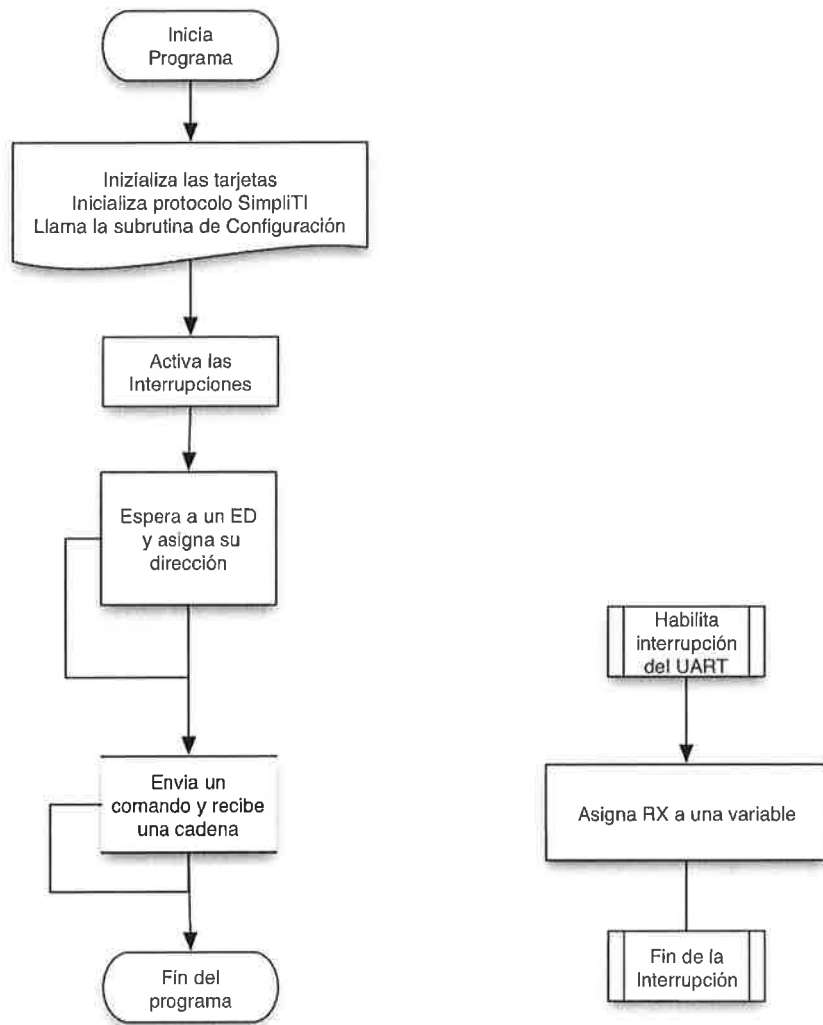 Inicia
Programa
Inizializa las tarjetas
Inicializa protocolo SimpliTI
Llama la subrutina de Configuración
Activa las
Interrupciones
Espera a un ED
y asigna su
dirección
Envia un
comando y recibe
una cadena
Fin del
programa
Habilita
interrupción
del UART
Asigna RX a una variable
Fin de la
Interrupción